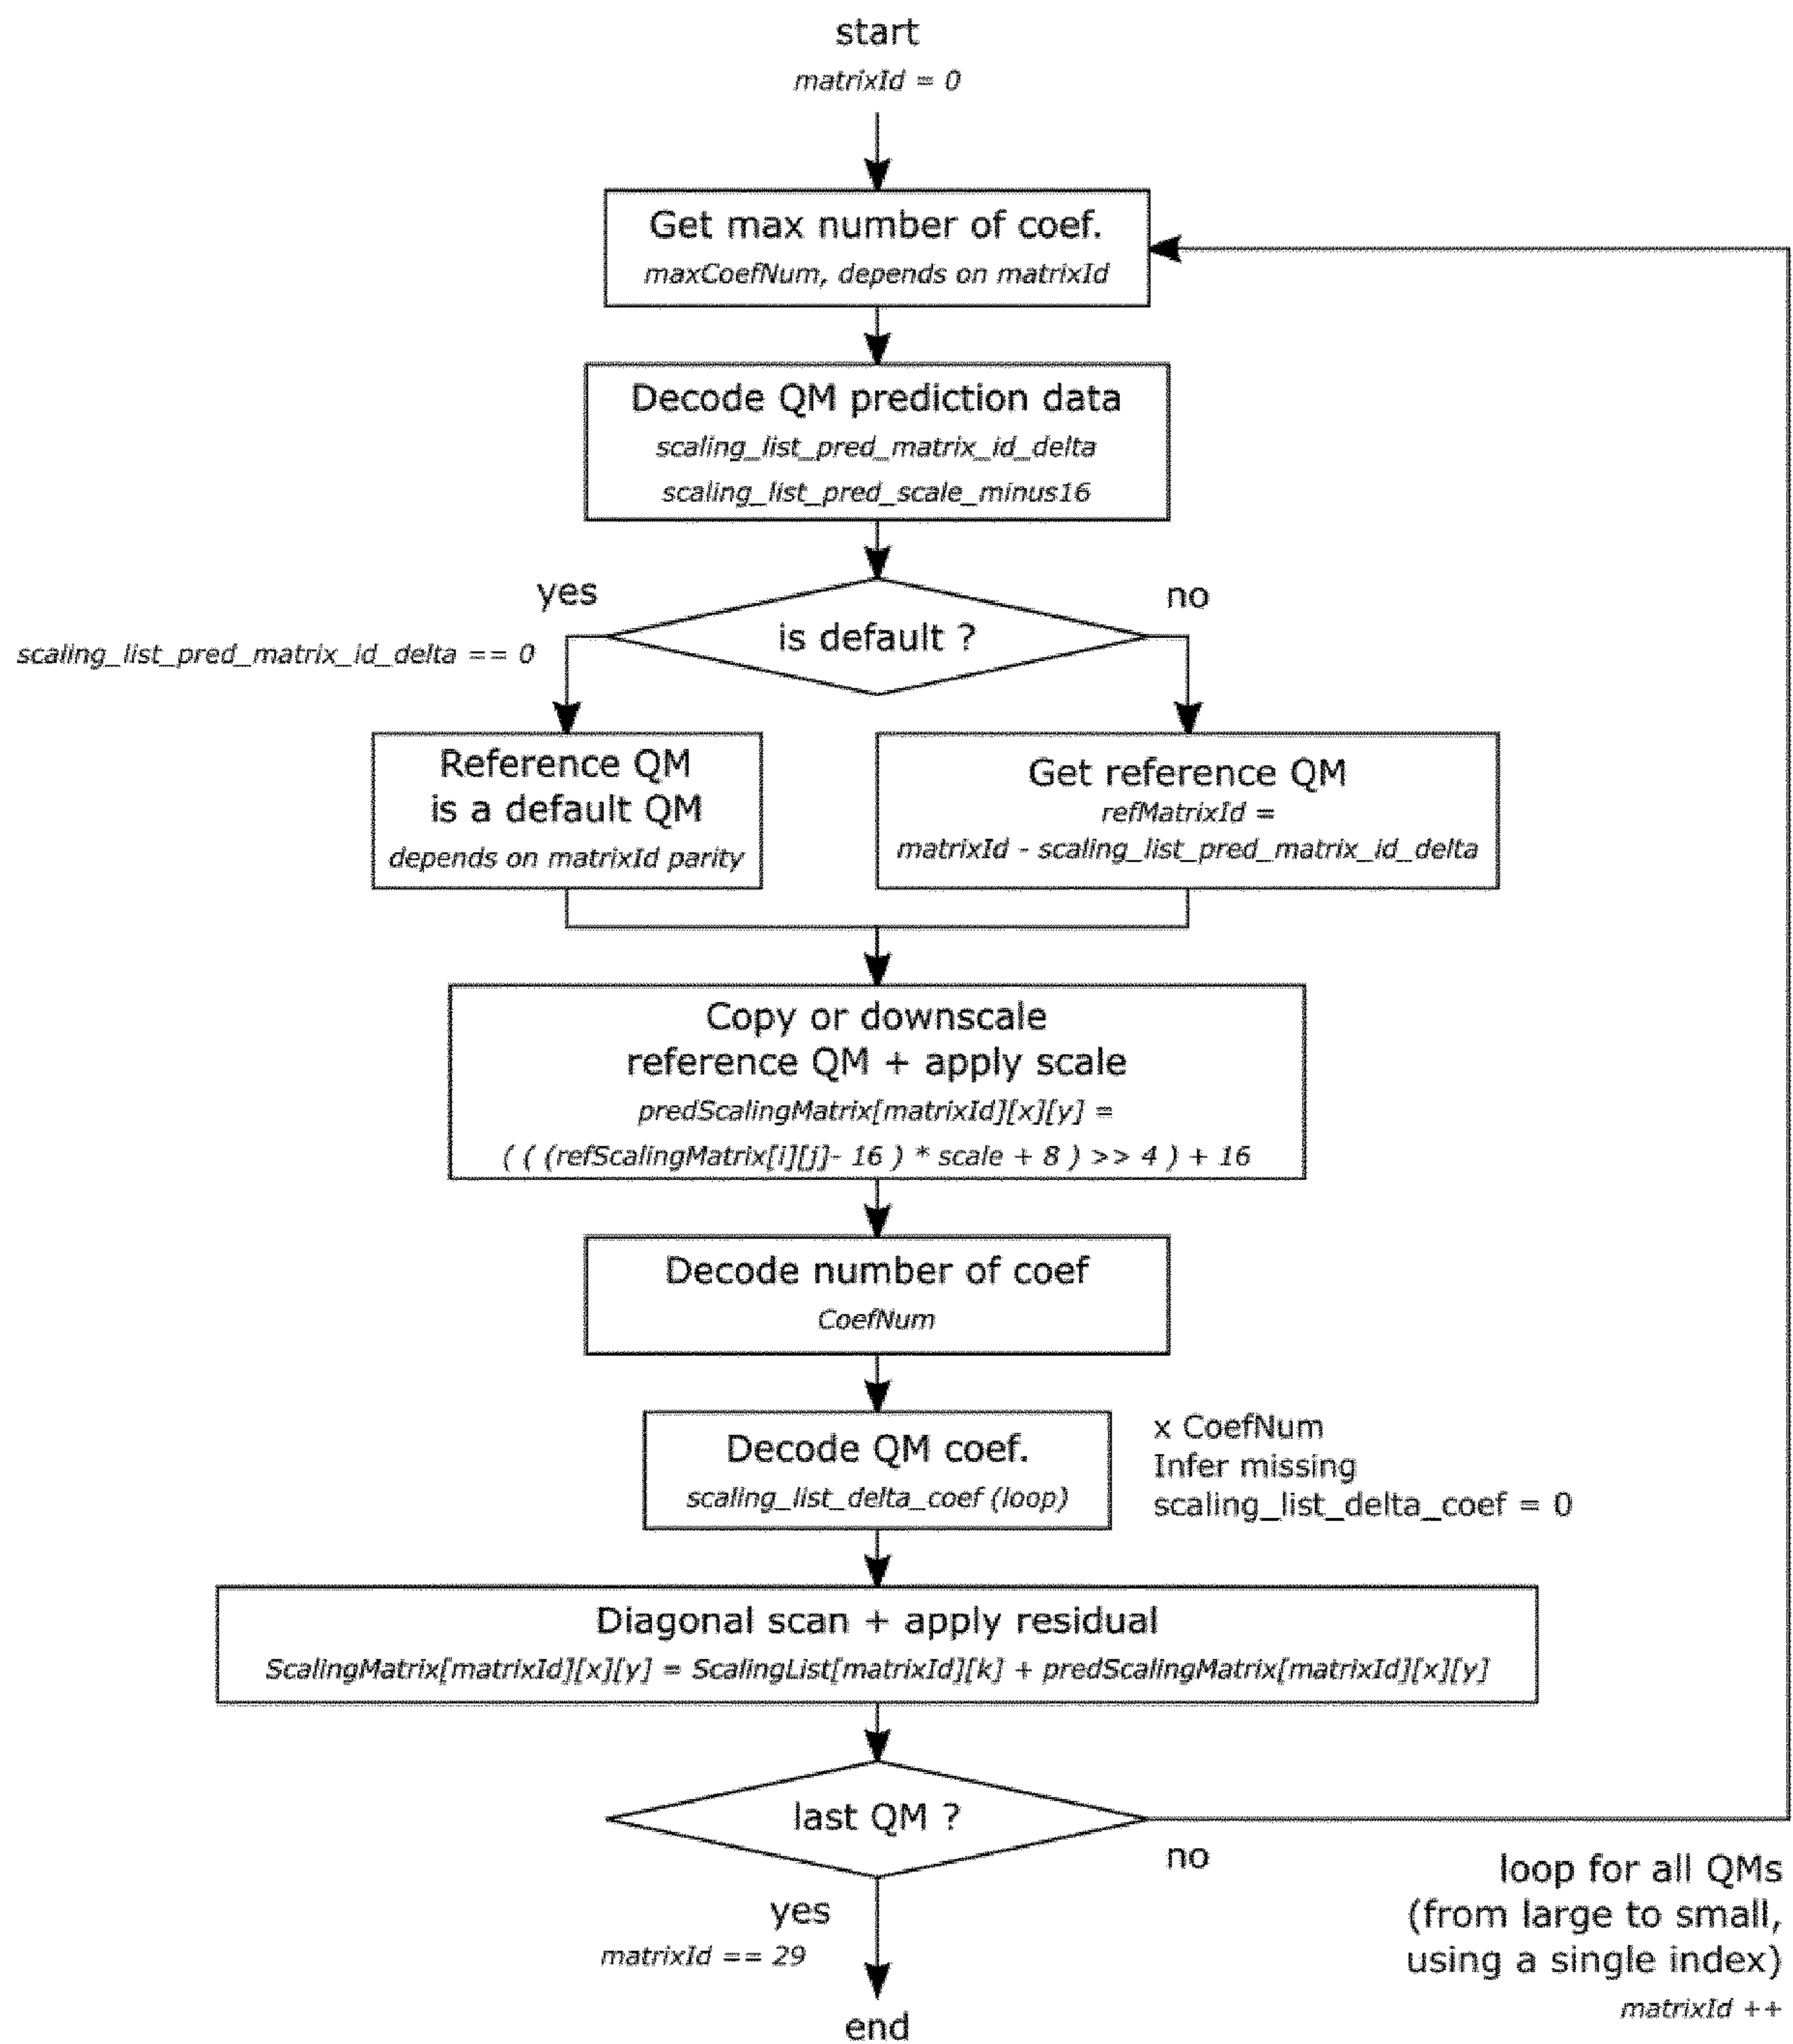 start
matrixId = 0
Get max number of coef.
maxCoefNum, depends on matrixId
Decode QM prediction data
scaling_list_pred_matrix_id_delta
scaling_list_pred_scale_minus16
yes
no
is default ?
scaling_list_pred_matrix_id_delta == 0
Reference QM
is a default QM
depends on matrixId parity
Get reference QM
refMatrixId =
matrixId - scaling_list_pred_matrix_id_delta
Copy or downscale
reference QM + apply scale
predScalingMatrix[matrixId][x][y] =
( ( (refScalingMatrix[i][j]- 16 ) * scale + 8 ) >> 4 ) + 16
Decode number of coef
CoefNum
Decode QM coef.
scaling_list_delta_coef (loop)
x CoefNum
Infer missing
scaling_list_delta_coef = 0
Diagonal scan + apply residual
ScalingMatrix[matrixId][x][y] = ScalingList[matrixId][k] + predScalingMatrix[matrixId][x][y]
last QM ?
no
yes
matrixId == 29
loop for all QMs
(from large to small,
using a single index)
matrixId ++
end